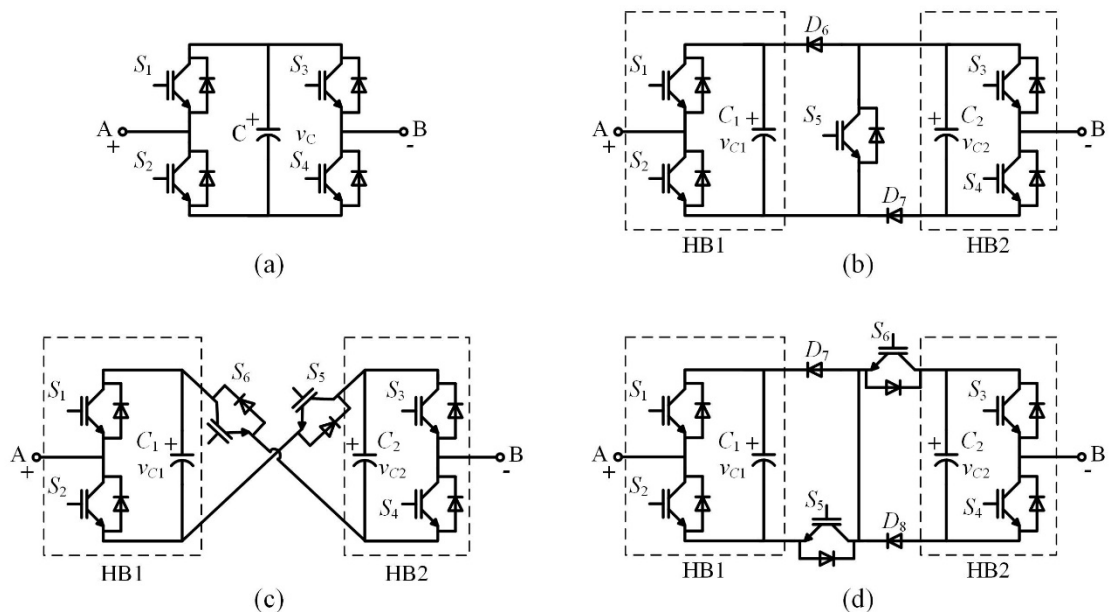 S1
S3
A
+
C
+
vC
B
-
S2
S4
(a)
D6
S1
S3
S5
C1
+
vC1
+
C2
vC2
A
+
B
-
S2
S4
D7
HB1
HB2
(b)
S6
S5
S1
S3
C1
+
vC1
+
C2
vC2
A
+
B
-
S2
S4
HB1
HB2
(c)
S6
D7
S1
S3
C1
+
vC1
+
C2
vC2
A
+
B
-
S2
S5
D8
S4
HB1
HB2
(d)